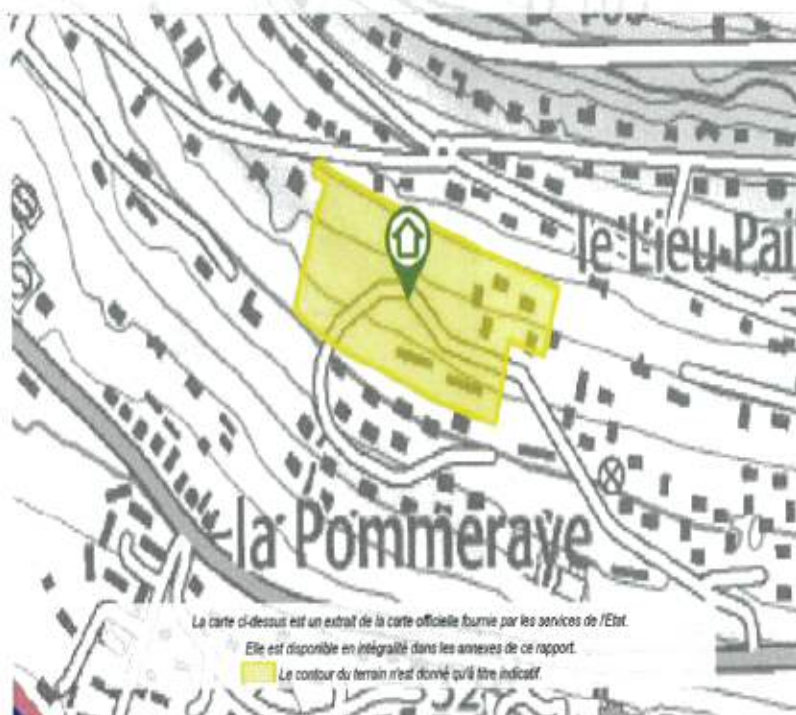 le Lieu Pai
la Pommeraye
La carte ci-dessus est un extrait de la carte officielle fournie par les services de l'Etat.
Elle est disponible en intégralité dans les annexes de ce rapport.
Le contour du terrain n'est donné qu'à titre indicatif.